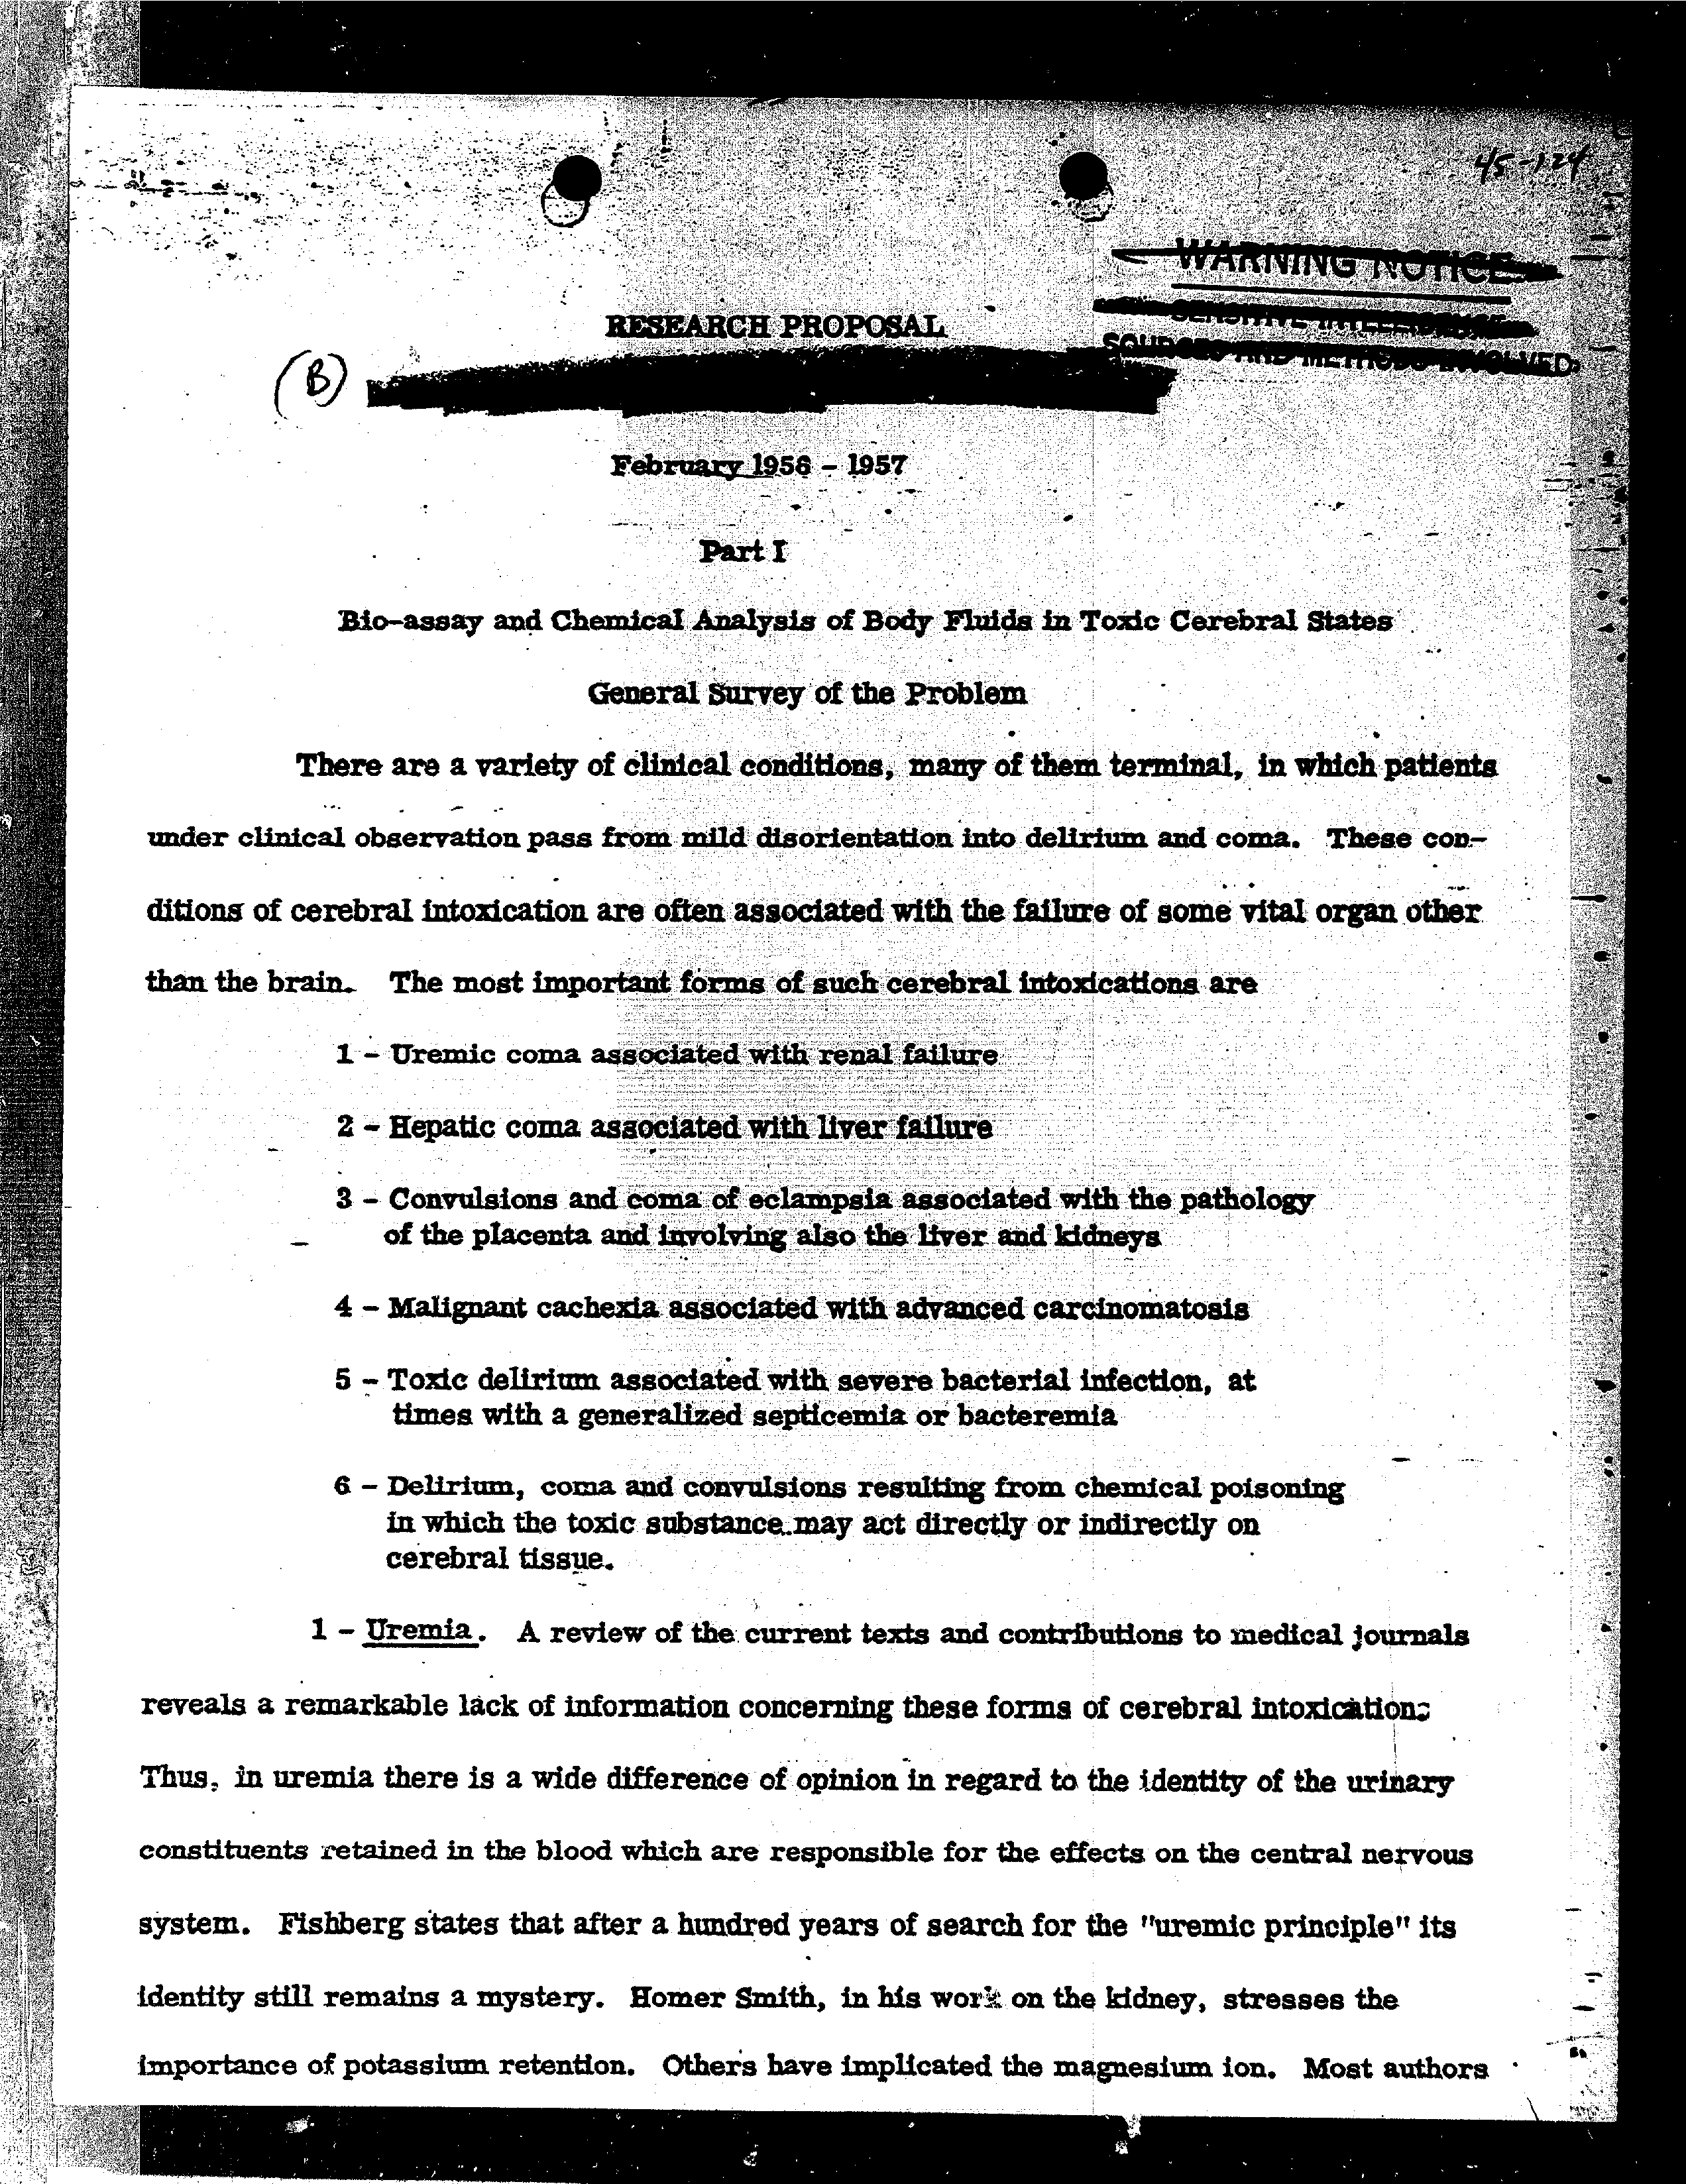 45-124
WARNING NOTICE
SENSITIVE INTELLIGENCE
SOURCES AND METHODS INVOLVED
RESEARCH PROPOSAL
(B)
February 1956 - 1957
Part I
Bio-assay and Chemical Analysis of Body Fluids in Toxic Cerebral States
General Survey of the Problem
There are a variety of clinical conditions, many of them terminal, in which patients
under clinical observation pass from mild disorientation into delirium and coma. These con-
ditions of cerebral intoxication are often associated with the failure of some vital organ other
than the brain. The most important forms of such cerebral intoxications are
1 - Uremic coma associated with renal failure
2 - Hepatic coma associated with liver failure
3 - Convulsions and coma of eclampsia associated with the pathology
of the placenta and involving also the liver and kidneys
4 - Malignant cachexia associated with advanced carcinomatosis
5 - Toxic delirium associated with severe bacterial infection, at
times with a generalized septicemia or bacteremia
6 - Delirium, coma and convulsions resulting from chemical poisoning
in which the toxic substance may act directly or indirectly on
cerebral tissue.
1 - Uremia. A review of the current texts and contributions to medical journals
reveals a remarkable lack of information concerning these forms of cerebral intoxication;
Thus, in uremia there is a wide difference of opinion in regard to the identity of the urinary
constituents retained in the blood which are responsible for the effects on the central nervous
system. Fishberg states that after a hundred years of search for the "uremic principle" its
identity still remains a mystery. Homer Smith, in his work on the kidney, stresses the
importance of potassium retention. Others have implicated the magnesium ion. Most authors